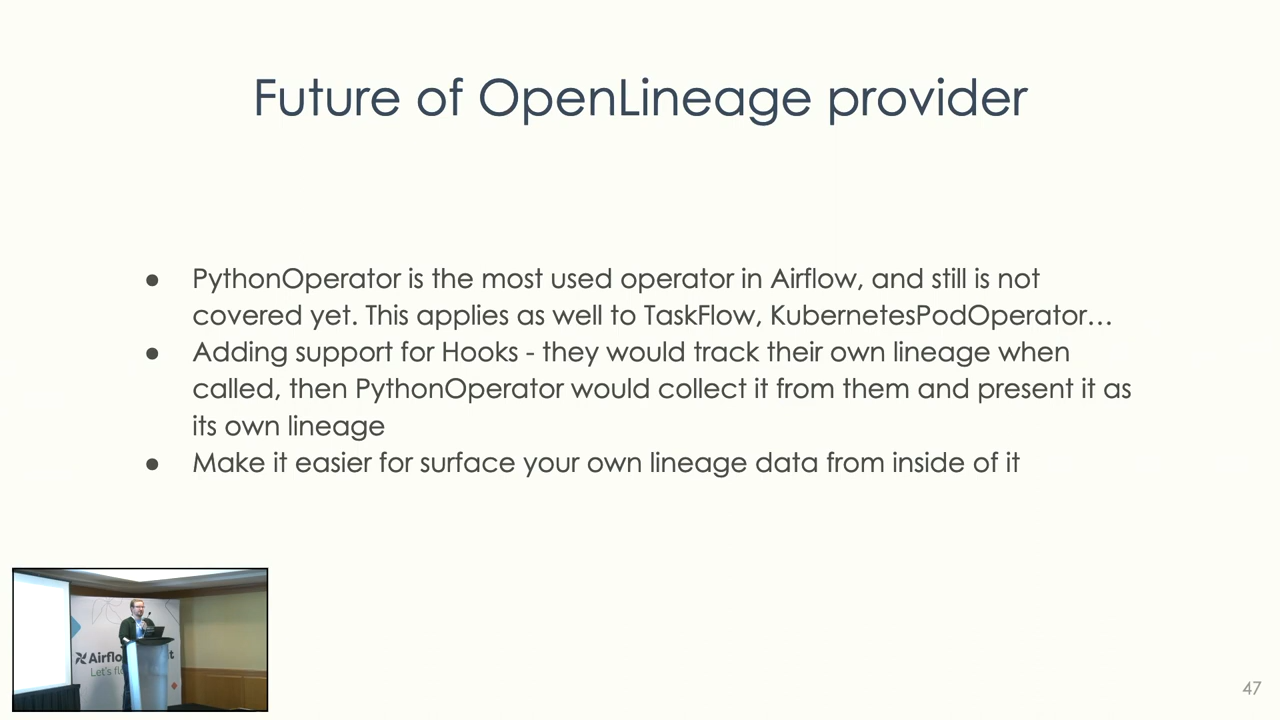 Future of OpenLineage provider
● PythonOperator is the most used operator in Airflow, and still is not
covered yet. This applies as well to TaskFlow, KubernetesPodOperator…
● Adding support for Hooks - they would track their own lineage when
called, then PythonOperator would collect it from them and present it as
its own lineage
● Make it easier for surface your own lineage data from inside of it
Airflo
Let's fl
47